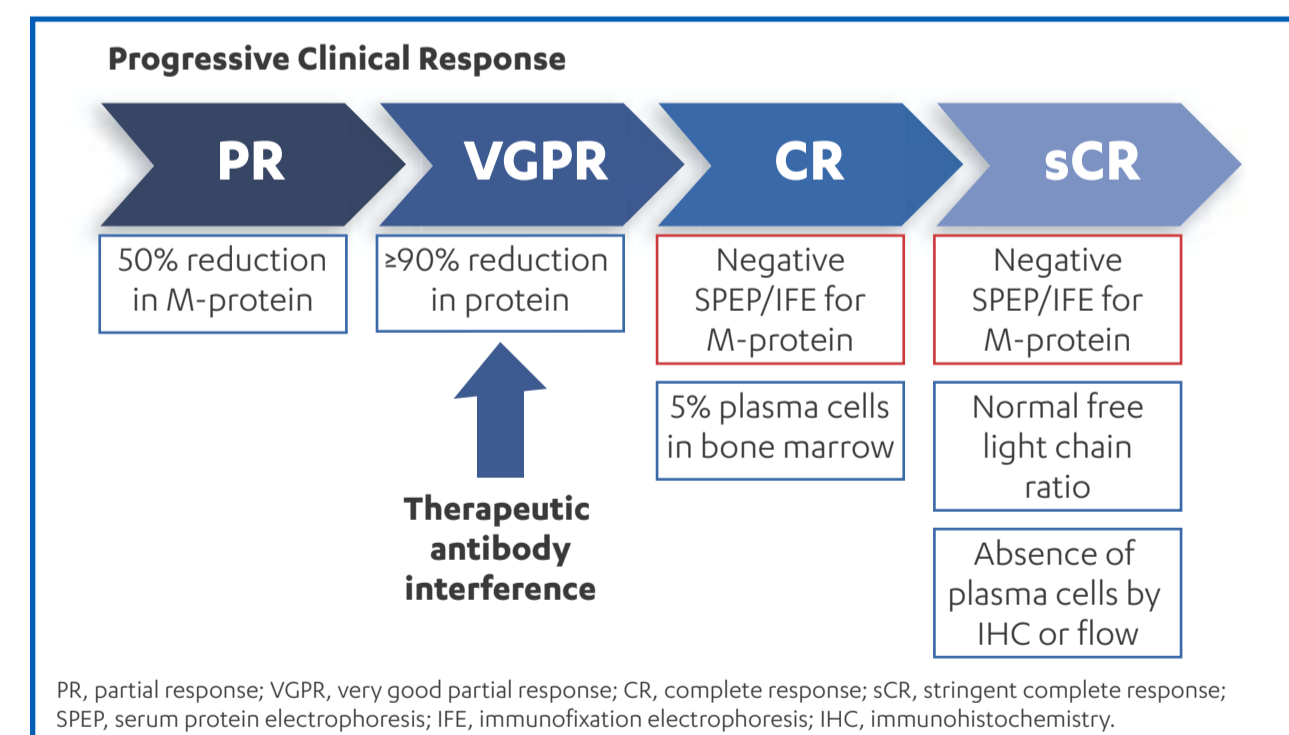 Progressive Clinical Response
PR
VGPR
CR
sCR
50% reduction
in M-protein
≥90% reduction
in protein
Negative
SPEP/IFE for
M-protein
Negative
SPEP/IFE for
M-protein
5% plasma cells
in bone marrow
Normal free
light chain
ratio
Therapeutic
antibody
interference
Absence of
plasma cells by
IHC or flow
PR, partial response; VGPR, very good partial response; CR, complete response; sCR, stringent complete response;
SPEP, serum protein electrophoresis; IFE, immunofixation electrophoresis; IHC, immunohistochemistry.